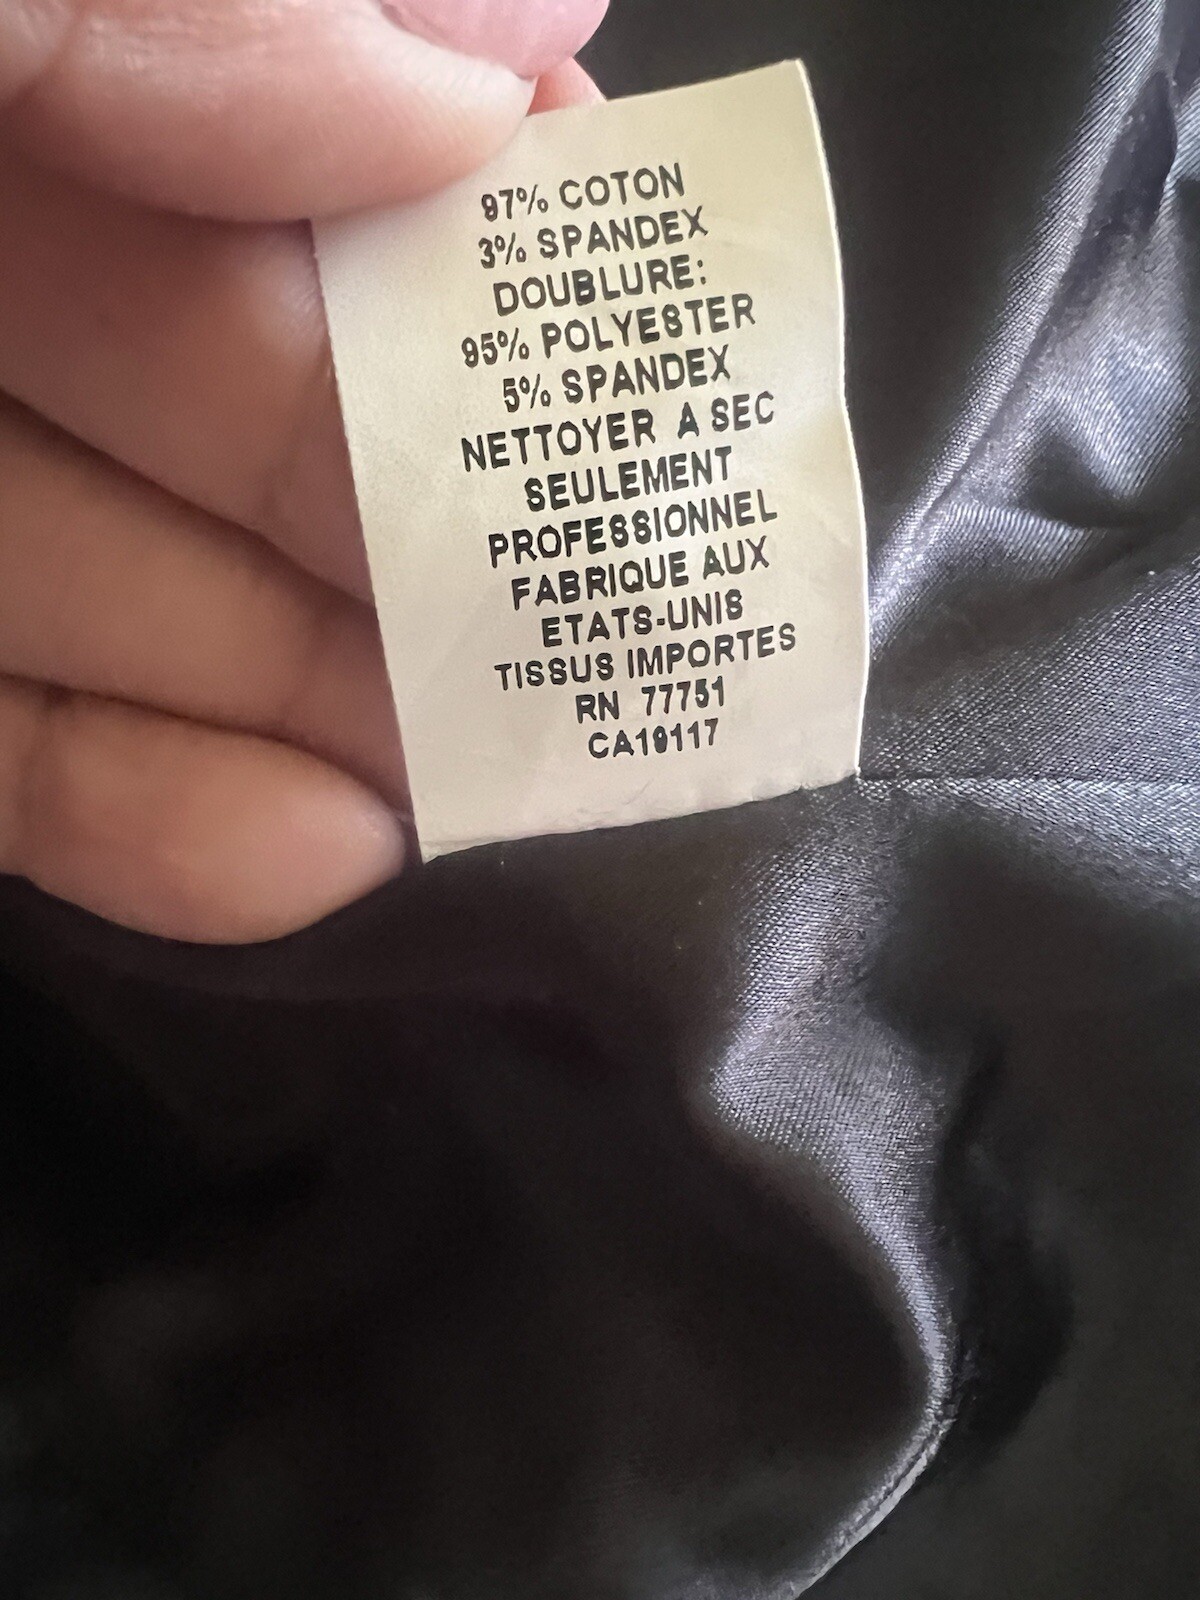 97% COTON
3% SPANDEX
DOUBLURE:
95% POLYESTER
5% SPANDEX
NETTOYER A SEC
SEULEMENT
PROFESSIONNEL
FABRIQUE AUX
ETATS-UNIS
TISSUS IMPORTES
RN 77751
CA19117